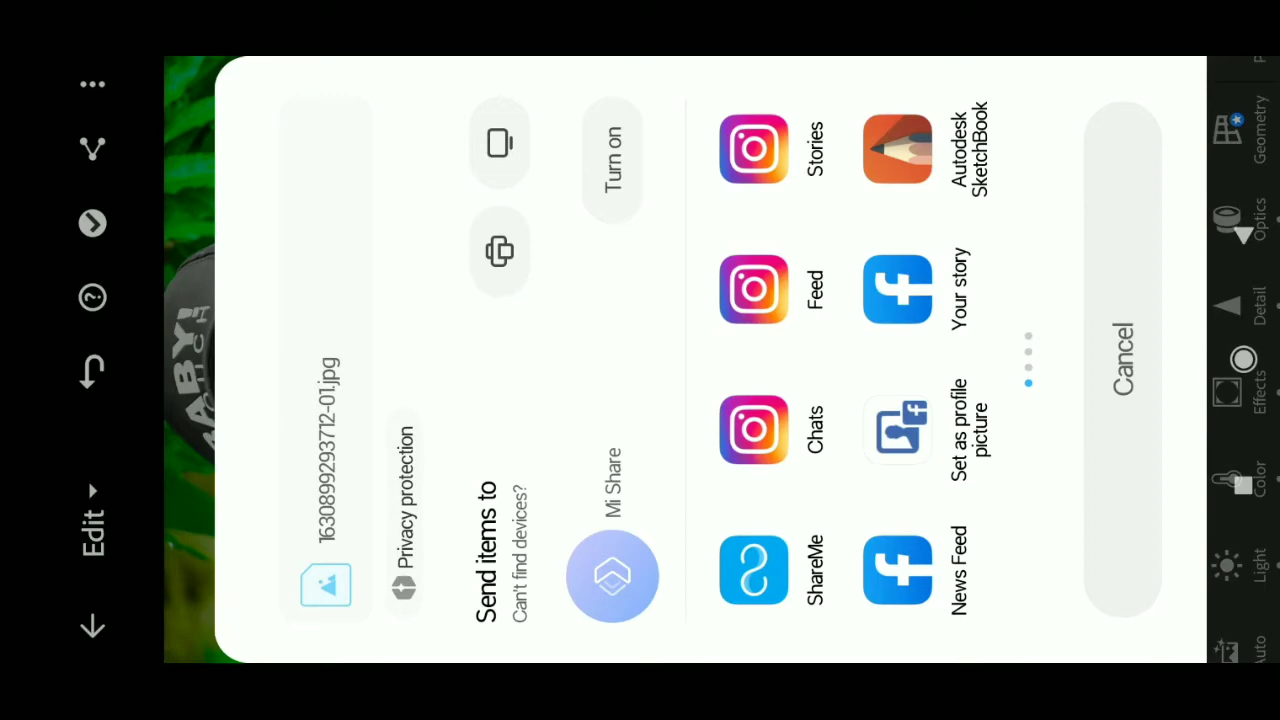 Edit
ABY!
1630899293712-01.jpg
Privacy protection
Send items to
Can't find devices?
Mi Share
Turn on
ShareMe
Chats
Feed
Stories
News Feed
Set as profile
picture
Your story
Autodesk
SketchBook
Cancel
Auto
Light
Color
Effects
Detail
Optics
Geometry